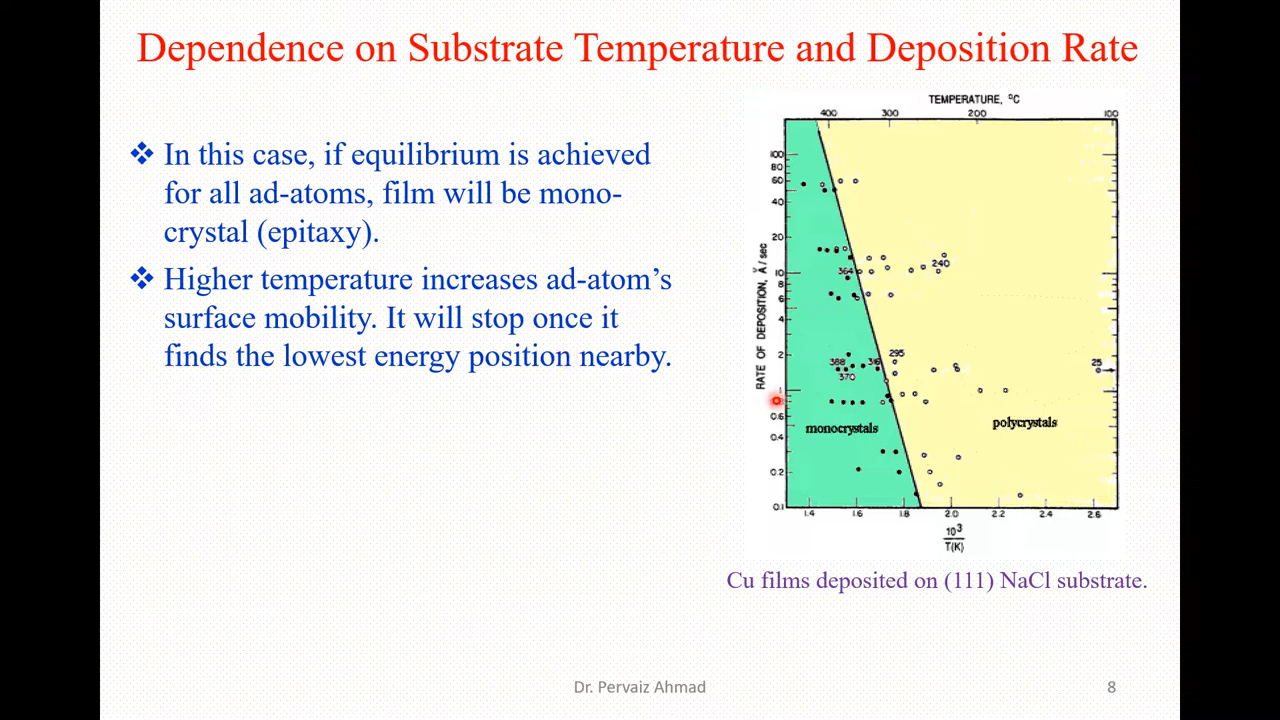 Dependence on Substrate Temperature and Deposition Rate
❖ In this case, if equilibrium is achieved
for all ad-atoms, film will be mono-
crystal (epitaxy).
❖ Higher temperature increases ad-atom’s
surface mobility. It will stop once it
finds the lowest energy position nearby.
TEMPERATURE, °C
400 300 200 100
RATE OF DEPOSITION, Å/sec
100
80
60
40
20
10
8
6
4
2
1
0.6
0.4
0.2
0.1
364
240
388
316
295
370
25
monocrystals
polycrystals
1.4 1.6 1.8 2.0 2.2 2.4 2.6
10³
T(K)
Cu films deposited on (111) NaCl substrate.
Dr. Pervaiz Ahmad
8